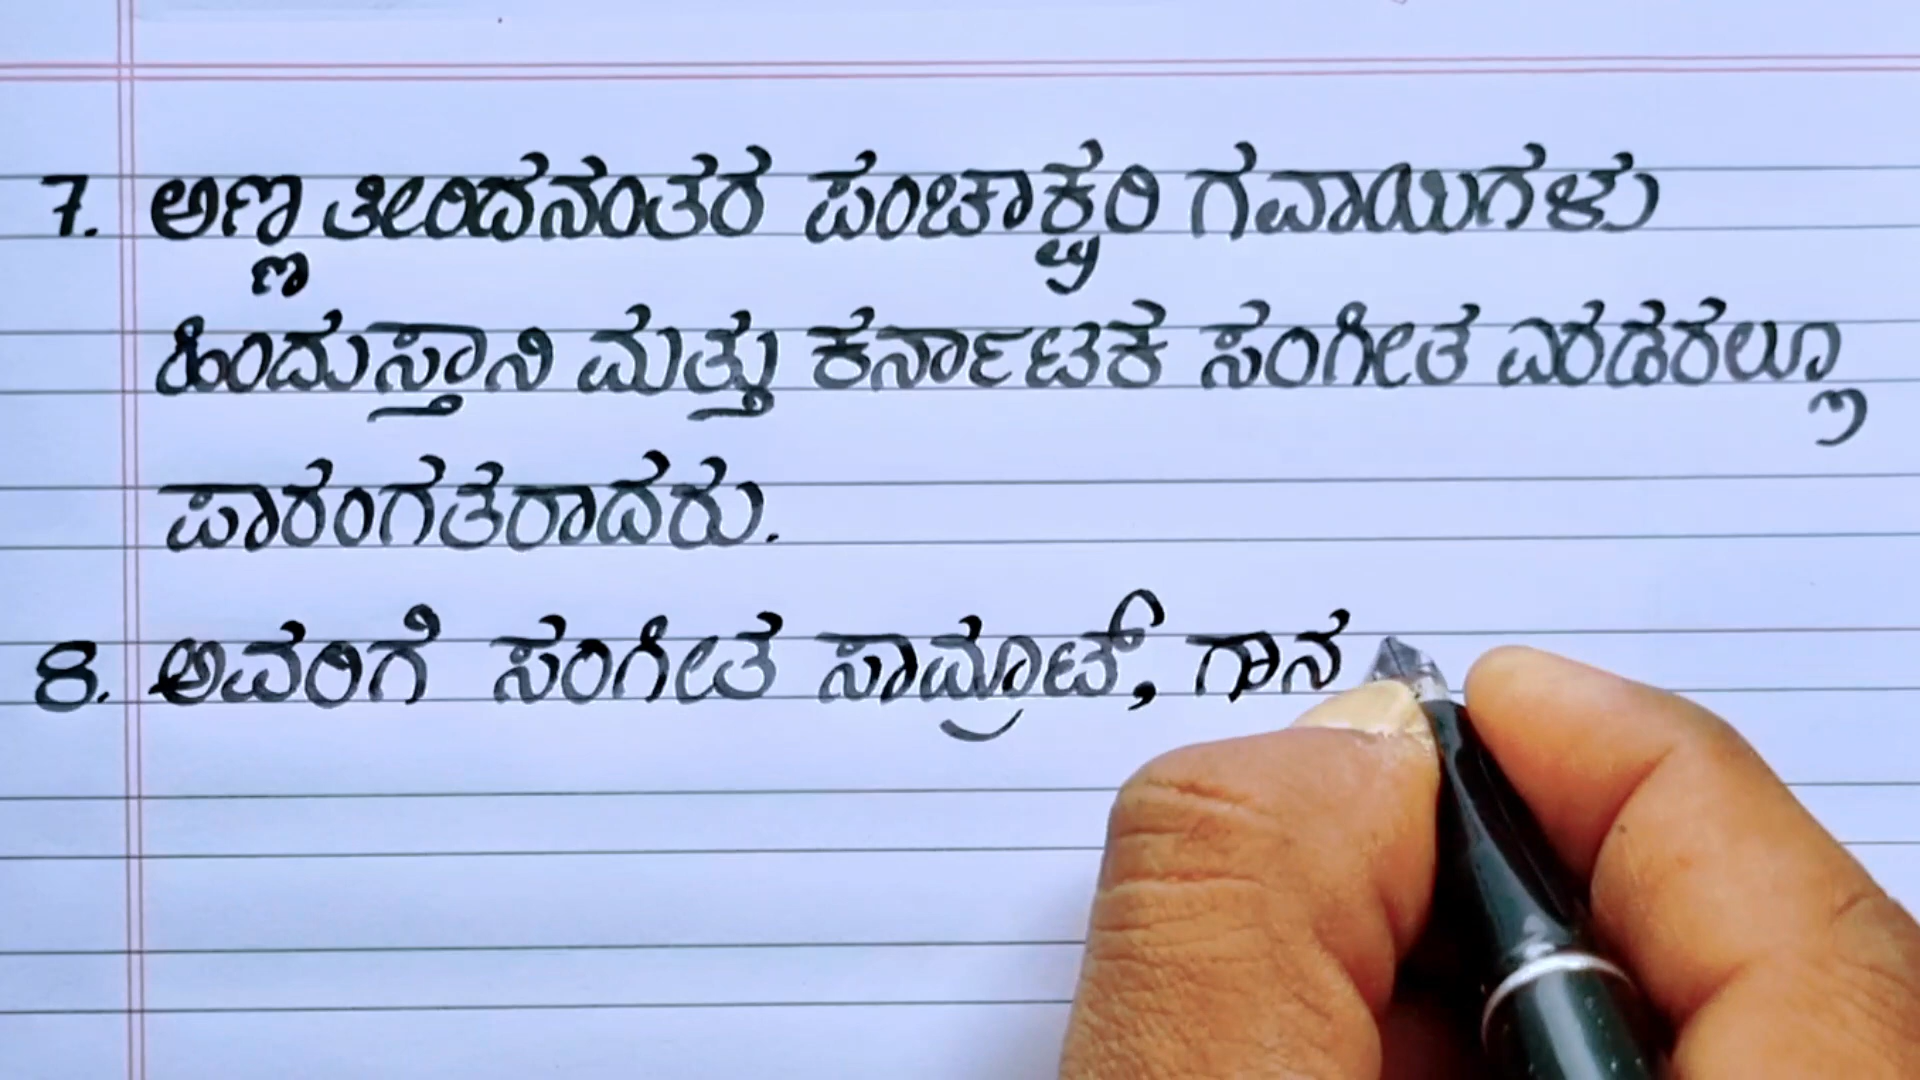 7. ಅಣ್ಣ ತೀರಿದನಂತರ ಪಂಚಾಕ್ಷರಿ ಗವಾಯಿಗಳು
ಹಿಂದುಸ್ತಾನಿ ಮತ್ತು ಕರ್ನಾಟಕ ಸಂಗೀತ ಎರಡರಲ್ಲೂ
ಪಾರಂಗತರಾದರು.
8. ಅವರಿಗೆ ಸಂಗೀತ ಸಾಮ್ರಾಟ್, ಗಾನ